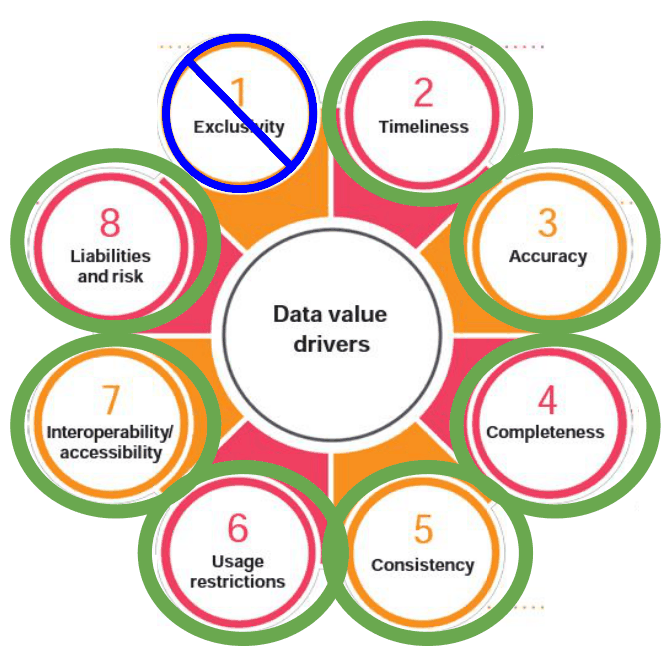 1
Exclusivity
2
Timeliness
3
Accuracy
4
Completeness
5
Consistency
6
Usage
restrictions
7
Interoperability/
accessibility
8
Liabilities
and risk
Data value
drivers